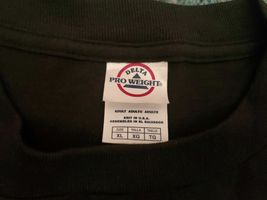 DELTA
PRO WEIGHT
ADULT ADULTO ADULTE
KNIT IN U.S.A.
ASSEMBLED IN EL SALVADOR
SIZE TALLA TAILLE
XL XG TG